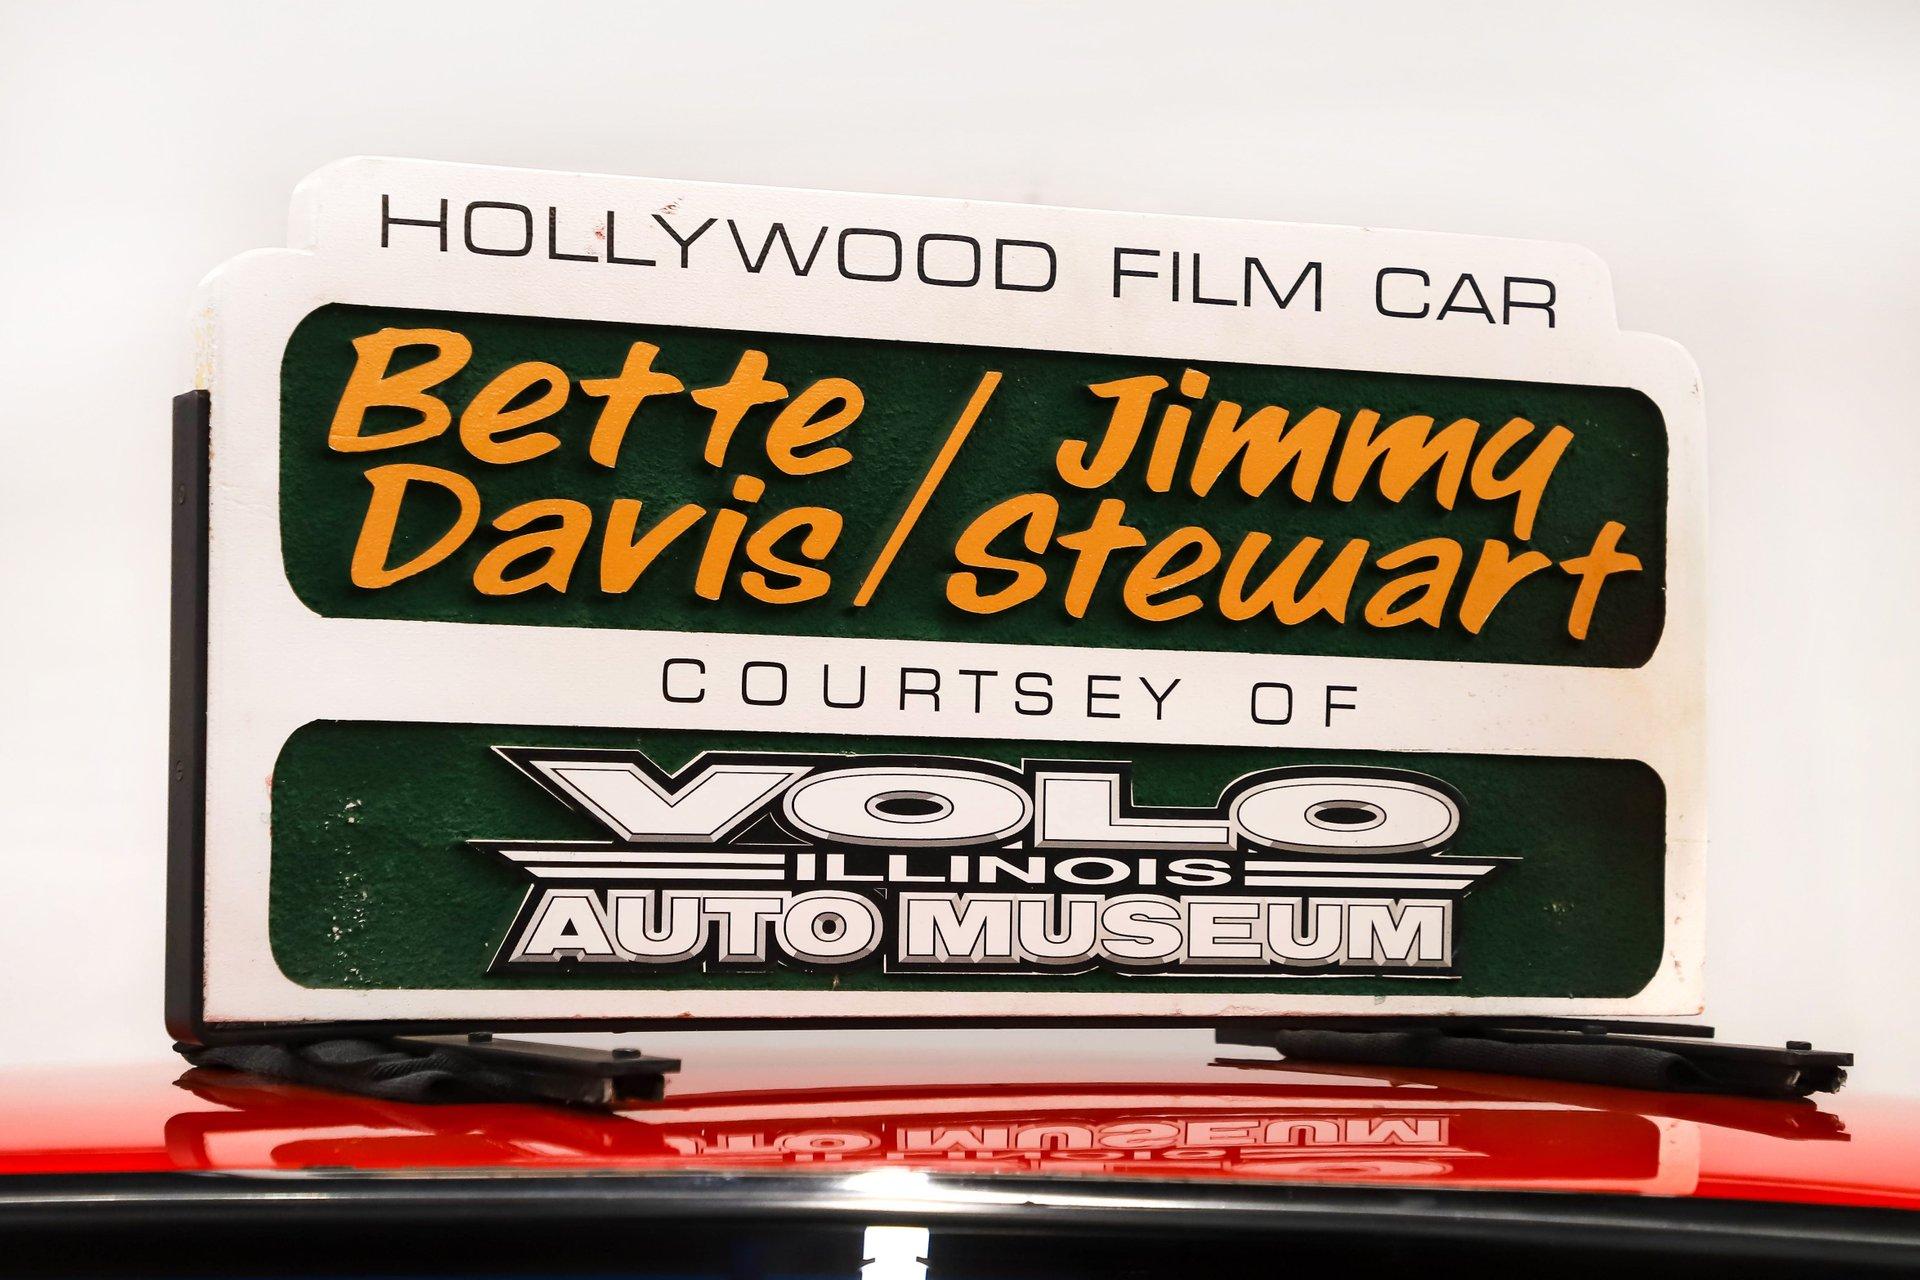 HOLLYWOOD FILM CAR
Bette Davis / Jimmy Stewart
COURTSEY OF
VOLO
ILLINOIS
AUTO MUSEUM